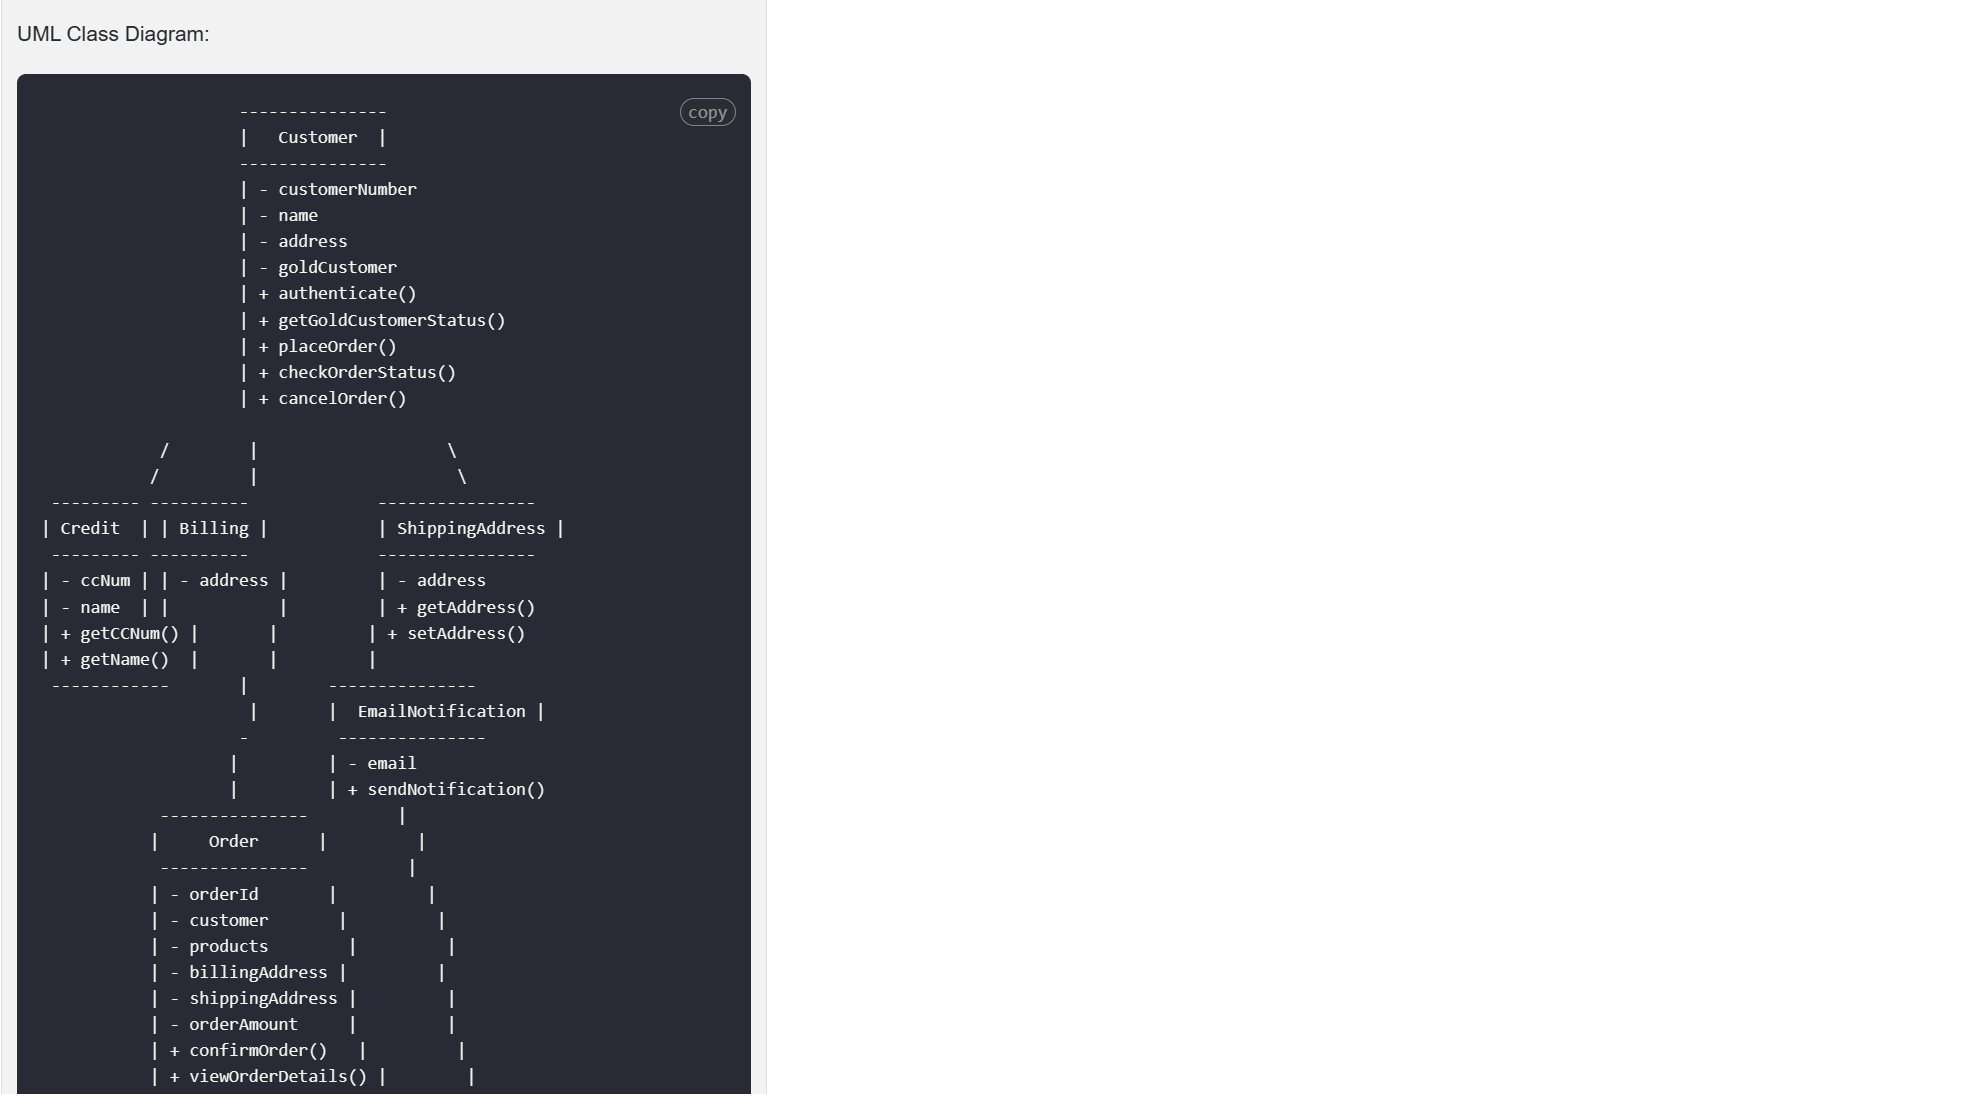 UML Class Diagram:
copy
                      ---------------
                      |   Customer  |
                      ---------------
                      | - customerNumber
                      | - name
                      | - address
                      | - goldCustomer
                      | + authenticate()
                      | + getGoldCustomerStatus()
                      | + placeOrder()
                      | + checkOrderStatus()
                      | + cancelOrder()

              /        |                   \
             /         |                    \
   --------- ----------             ----------------
  | Credit  | | Billing |           | ShippingAddress |
   --------- ----------             ----------------
  | - ccNum | | - address |         | - address
  | - name  | |           |         | + getAddress()
  | + getCCNum() |       |         | + setAddress()
  | + getName()  |       |         |
   ------------       |        ---------------
                       |       |  EmailNotification |
                      -         ---------------
                     |         | - email
                     |         | + sendNotification()
              ---------------         |
             |     Order      |         |
              ---------------          |
             | - orderId       |         |
             | - customer       |         |
             | - products        |         |
             | - billingAddress |         |
             | - shippingAddress |         |
             | - orderAmount     |         |
             | + confirmOrder()   |         |
             | + viewOrderDetails() |        |